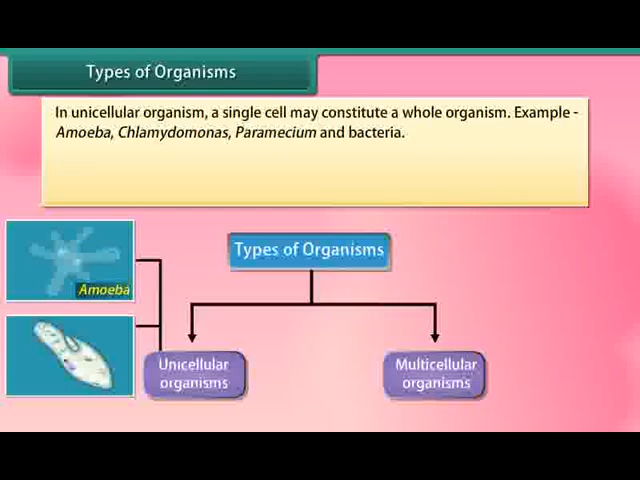 Types of Organisms
In unicellular organism, a single cell may constitute a whole organism. Example -
Amoeba, Chlamydomonas, Paramecium and bacteria.
Types of Organisms
Amoeba
Unicellular
organisms
Multicellular
organisms